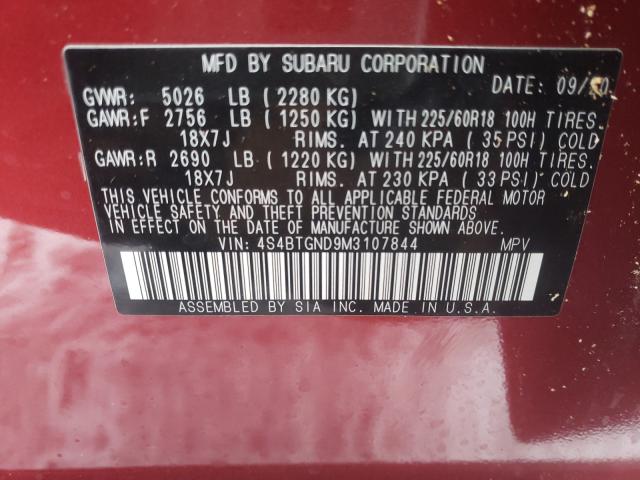 MFD BY SUBARU CORPORATION
DATE: 09/20
GVWR: 5026 LB (2280 KG)
GAWR:F 2756 LB (1250 KG) WITH 225/60R18 100H TIRES.
18X7J RIMS. AT 240 KPA (35 PSI) COLD
GAWR:R 2690 LB (1220 KG) WITH 225/60R18 100H TIRES.
18X7J RIMS. AT 230 KPA (33 PSI) COLD
THIS VEHICLE CONFORMS TO ALL APPLICABLE FEDERAL MOTOR
VEHICLE SAFETY AND THEFT PREVENTION STANDARDS
IN EFFECT ON THE DATE OF MANUFACTURE SHOWN ABOVE.
VIN: 4S4BTGND9M3107844 MPV
ASSEMBLED BY SIA INC. MADE IN U.S.A.